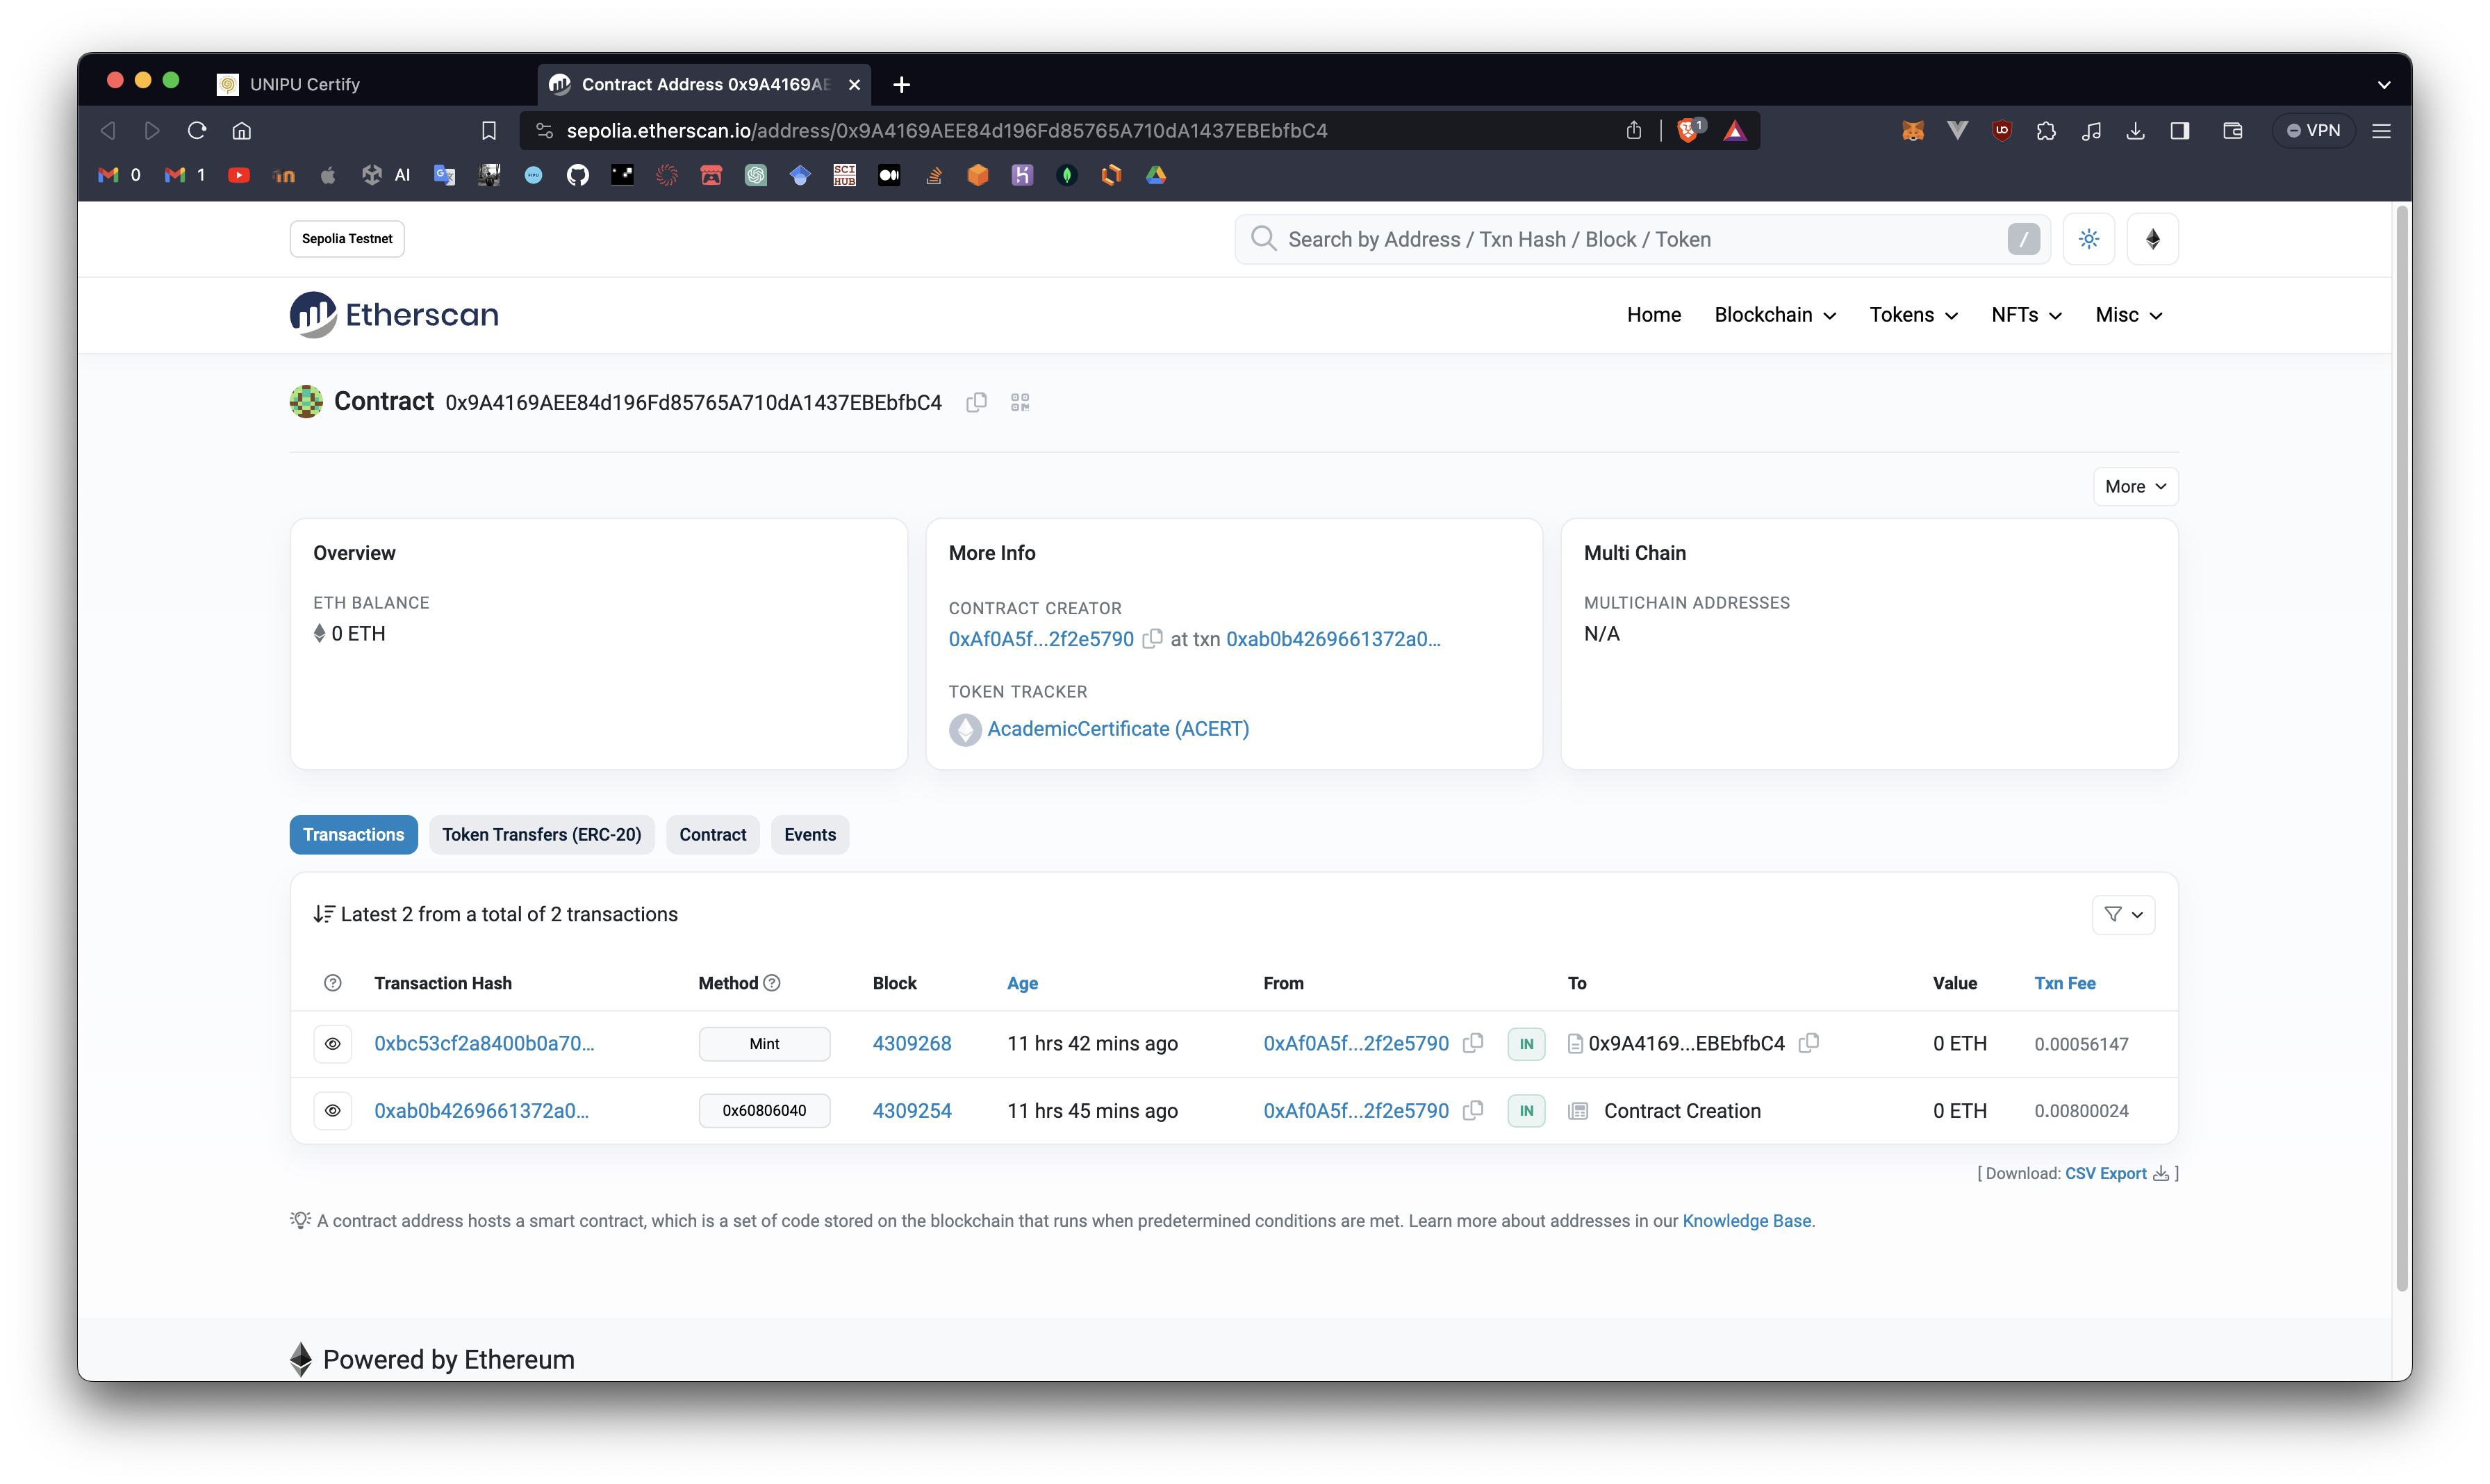 UNIPU Certify
Contract Address 0x9A4169AE
sepolia.etherscan.io/address/0x9A4169AEE84d196Fd85765A710dA1437EBEbfbC4
1
VPN
0
1
in
AI
FIPU
SCI HUB
Sepolia Testnet
Search by Address / Txn Hash / Block / Token
/
Etherscan
Home Blockchain Tokens NFTs Misc
Contract 0x9A4169AEE84d196Fd85765A710dA1437EBEbfbC4
More
Overview
ETH BALANCE
0 ETH
More Info
CONTRACT CREATOR
0xAf0A5f...2f2e5790 at txn 0xab0b4269661372a0...
TOKEN TRACKER
AcademicCertificate (ACERT)
Multi Chain
MULTICHAIN ADDRESSES
N/A
Transactions Token Transfers (ERC-20) Contract Events
Latest 2 from a total of 2 transactions
Transaction Hash Method Block Age From To Value Txn Fee
0xbc53cf2a8400b0a70... Mint 4309268 11 hrs 42 mins ago 0xAf0A5f...2f2e5790 IN 0x9A4169...EBEbfbC4 0 ETH 0.00056147
0xab0b4269661372a0... 0x60806040 4309254 11 hrs 45 mins ago 0xAf0A5f...2f2e5790 IN Contract Creation 0 ETH 0.00800024
[ Download: CSV Export ]
A contract address hosts a smart contract, which is a set of code stored on the blockchain that runs when predetermined conditions are met. Learn more about addresses in our Knowledge Base.
Powered by Ethereum